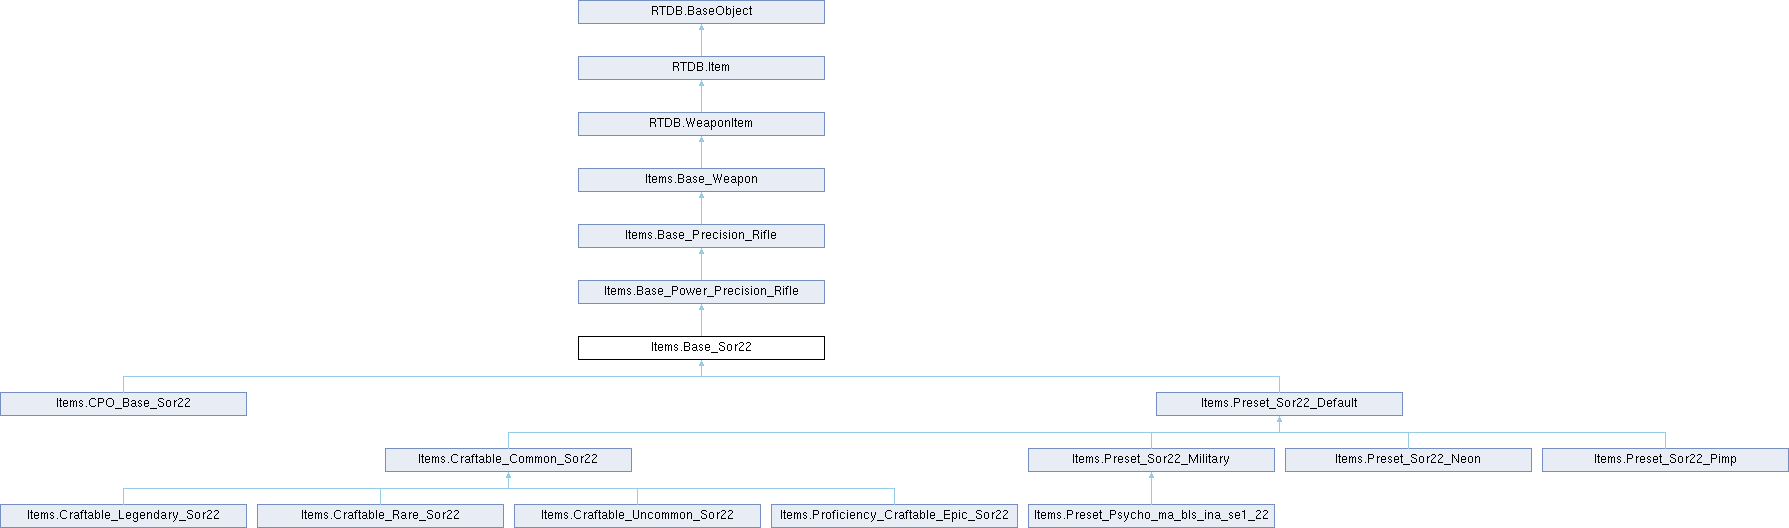 RTDB.BaseObject
RTDB.Item
RTDB.WeaponItem
Items.Base_Weapon
Items.Base_Precision_Rifle
Items.Base_Power_Precision_Rifle
Items.Base_Sor22
Items.CPO_Base_Sor22
Items.Preset_Sor22_Default
Items.Craftable_Common_Sor22
Items.Preset_Sor22_Military
Items.Preset_Sor22_Neon
Items.Preset_Sor22_Pimp
Items.Craftable_Legendary_Sor22
Items.Craftable_Rare_Sor22
Items.Craftable_Uncommon_Sor22
Items.Proficiency_Craftable_Epic_Sor22
Items.Preset_Psycho_ma_bls_ina_se1_22